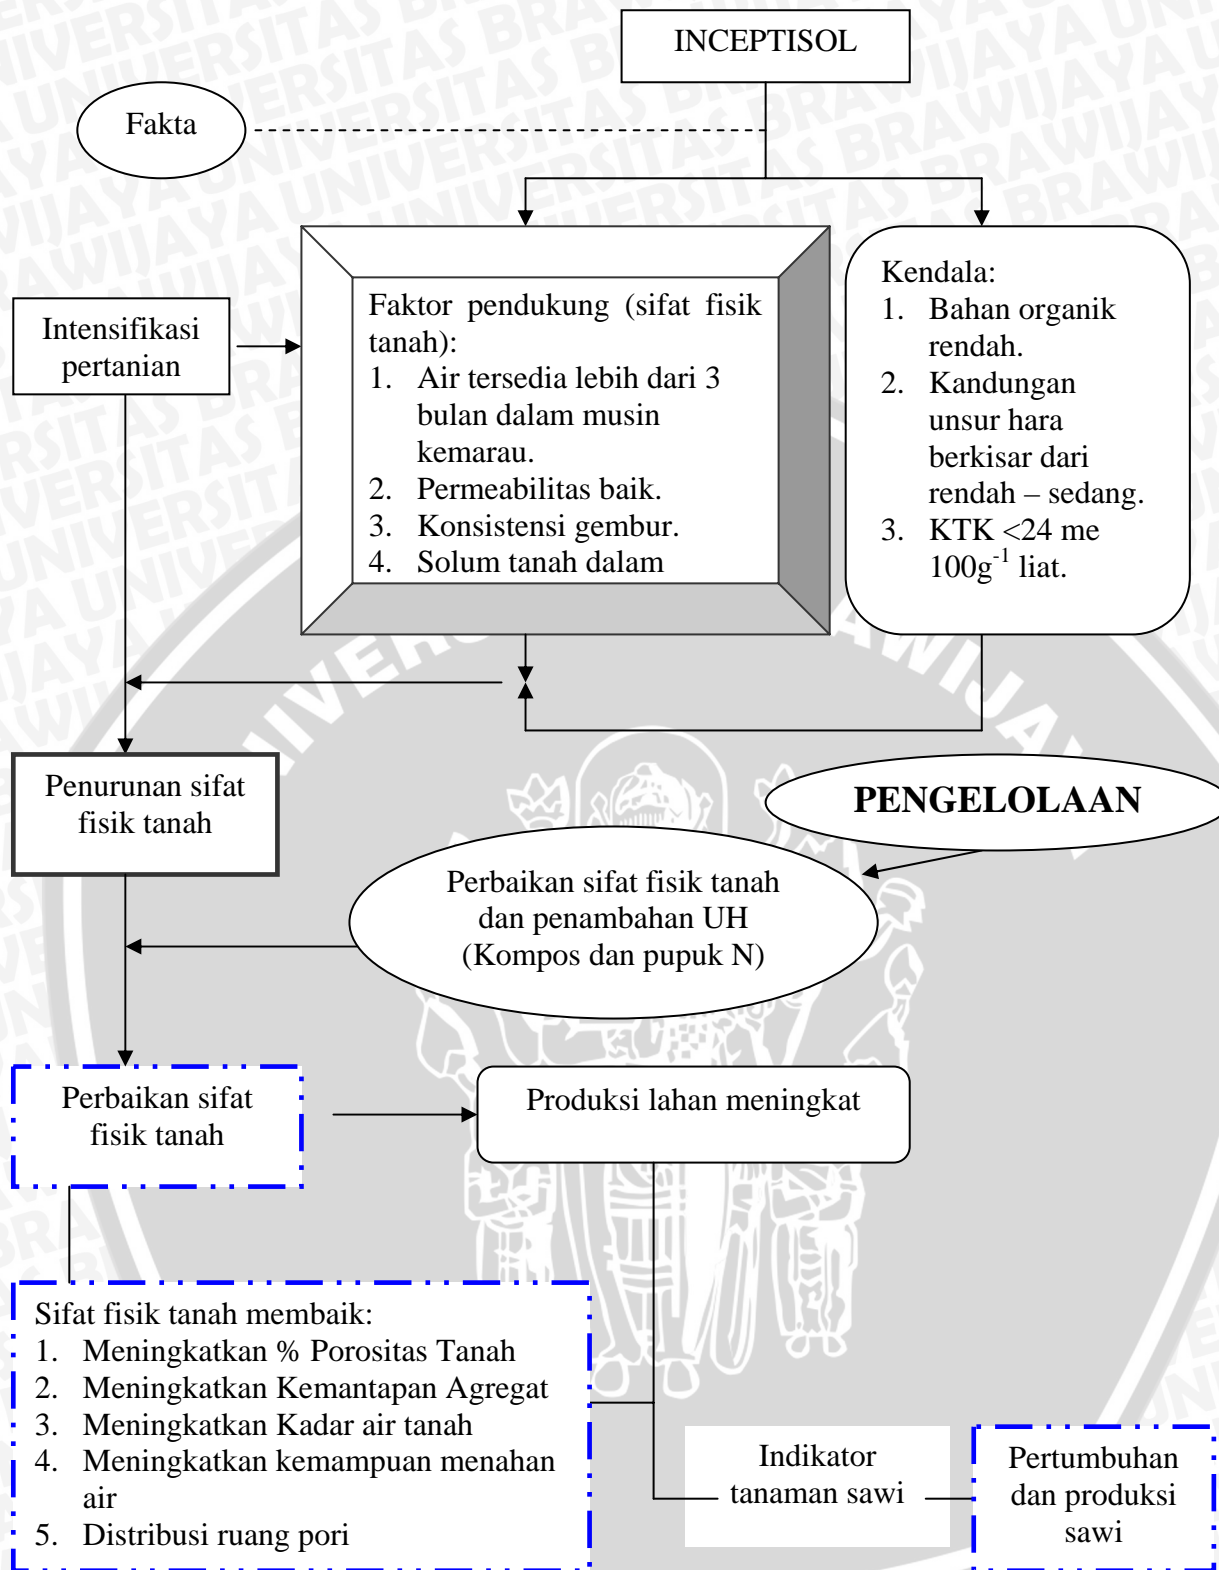 INCEPTISOL
Fakta
Intensifikasi
pertanian
Faktor pendukung (sifat fisik
tanah):
1. Air tersedia lebih dari 3
bulan dalam musin
kemarau.
2. Permeabilitas baik.
3. Konsistensi gembur.
4. Solum tanah dalam
Kendala:
1. Bahan organik
rendah.
2. Kandungan
unsur hara
berkisar dari
rendah – sedang.
3. KTK <24 me
100g⁻¹ liat.
Penurunan sifat
fisik tanah
PENGELOLAAN
Perbaikan sifat fisik tanah
dan penambahan UH
(Kompos dan pupuk N)
Perbaikan sifat
fisik tanah
Produksi lahan meningkat
Sifat fisik tanah membaik:
1. Meningkatkan % Porositas Tanah
2. Meningkatkan Kemantapan Agregat
3. Meningkatkan Kadar air tanah
4. Meningkatkan kemampuan menahan
air
5. Distribusi ruang pori
Indikator
tanaman sawi
Pertumbuhan
dan produksi
sawi